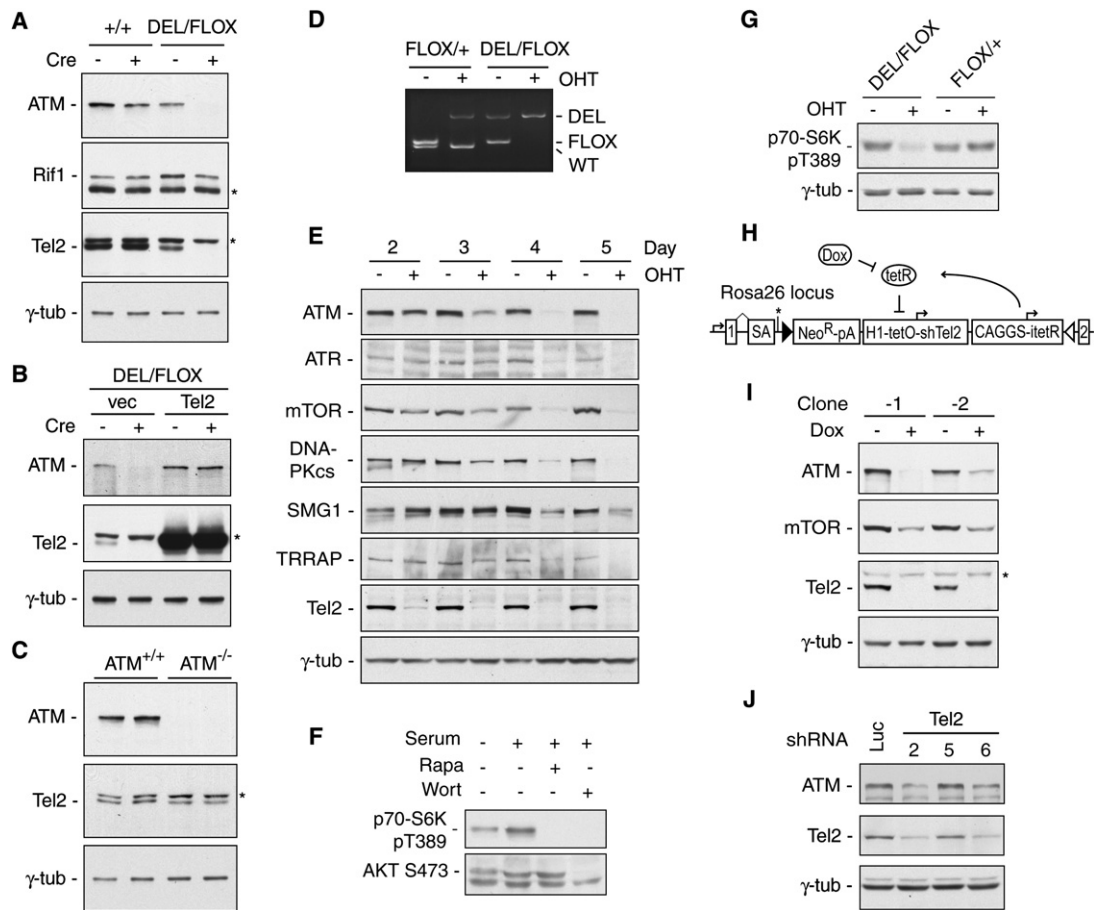 A
+/+ DEL/FLOX
Cre - + - +
ATM -
Rif1 -
*
Tel2 - *
γ-tub -
B
DEL/FLOX
vec Tel2
Cre - + - +
ATM -
Tel2 - *
γ-tub -
C
ATM+/+ ATM-/-
ATM -
Tel2 - *
γ-tub -
D
FLOX/+ DEL/FLOX
- + - + OHT
- DEL
- FLOX
WT
E
2 3 4 5 Day
- + - + - + - + OHT
ATM -
ATR -
mTOR -
DNA-
PKcs -
SMG1 -
TRRAP -
Tel2 -
γ-tub -
F
Serum - + + +
Rapa - - + -
Wort - - - +
p70-S6K
pT389 -
AKT S473 -
G
DEL/FLOX FLOX/+
OHT - + - +
p70-S6K
pT389 -
γ-tub -
H
Dox
tetR
Rosa26 locus
*
1 SA NeoR-pA H1-tetO-shTel2 CAGGS-itetR 2
I
Clone -1 -2
Dox - + - +
ATM -
mTOR -
Tel2 - *
γ-tub -
J
Tel2
shRNA Luc 2 5 6
ATM -
Tel2 -
γ-tub -